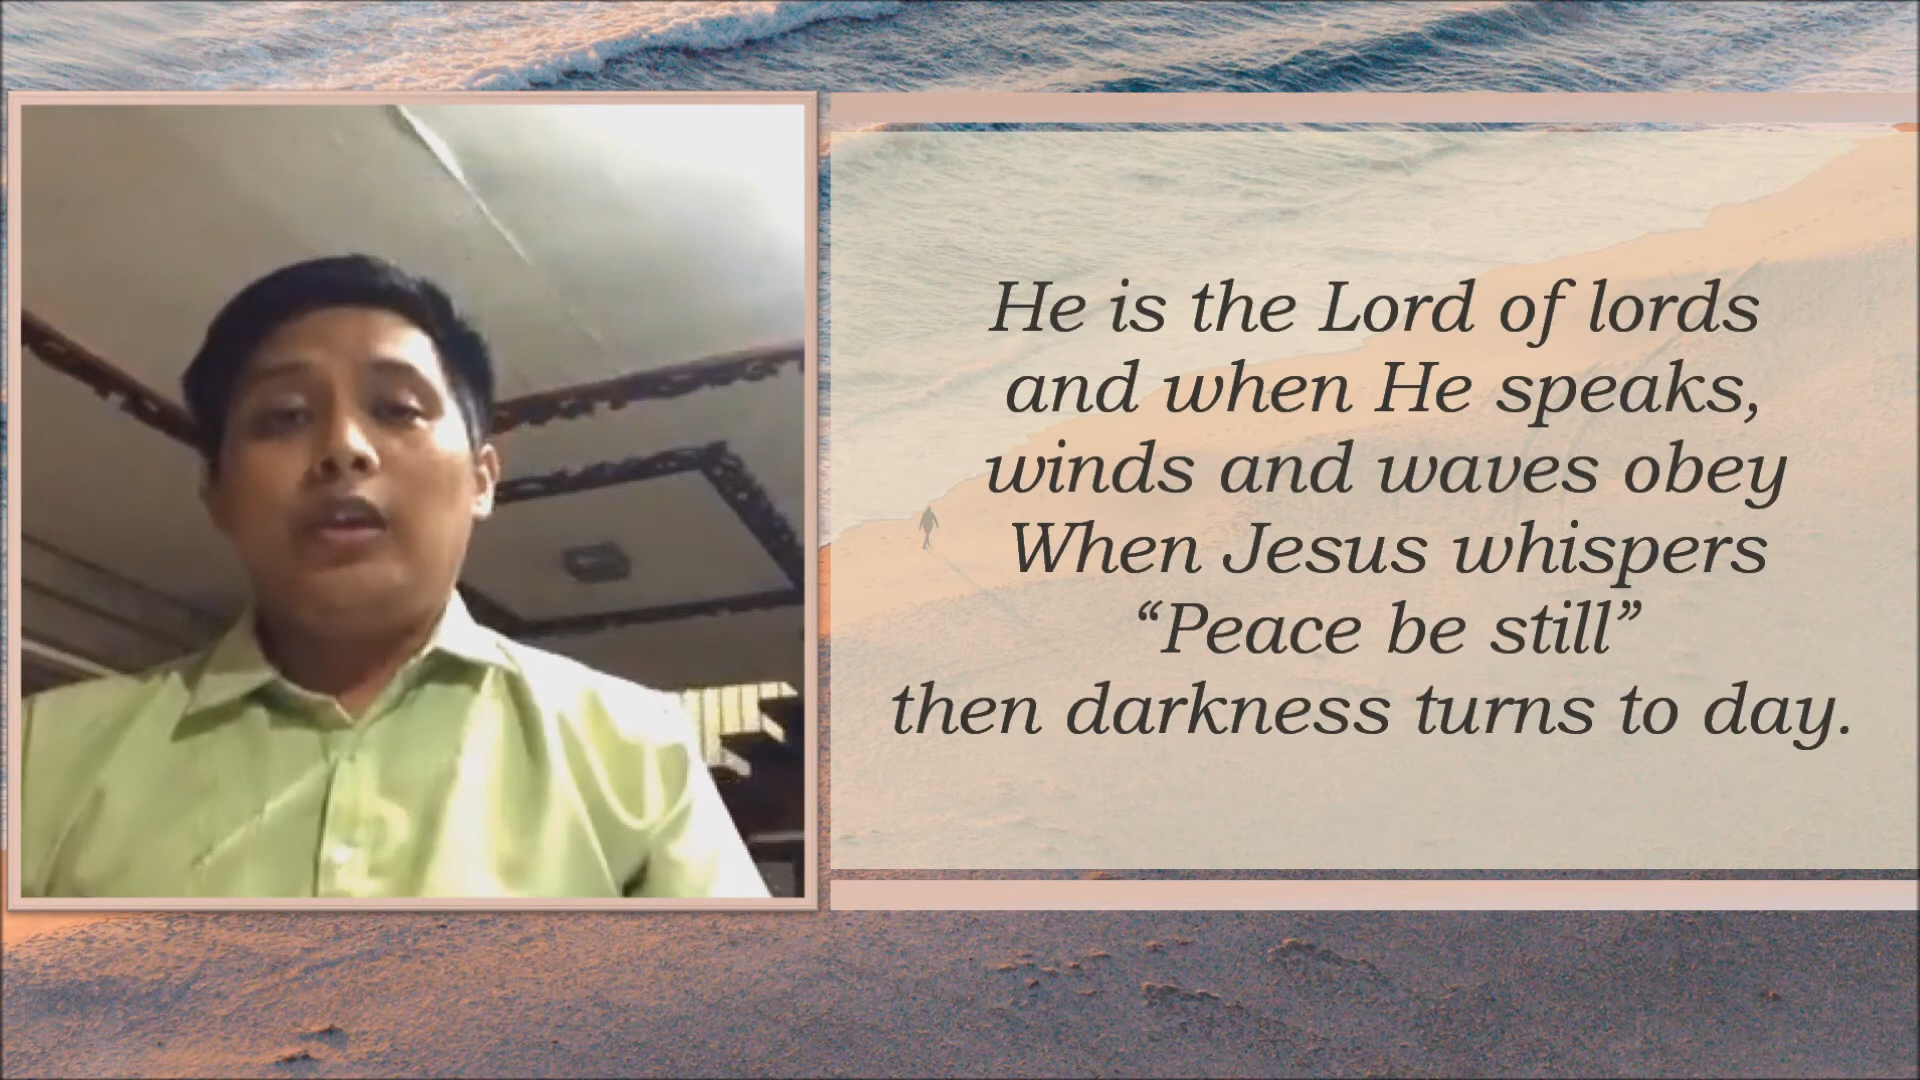 He is the Lord of lords
and when He speaks,
winds and waves obey
When Jesus whispers
“Peace be still”
then darkness turns to day.